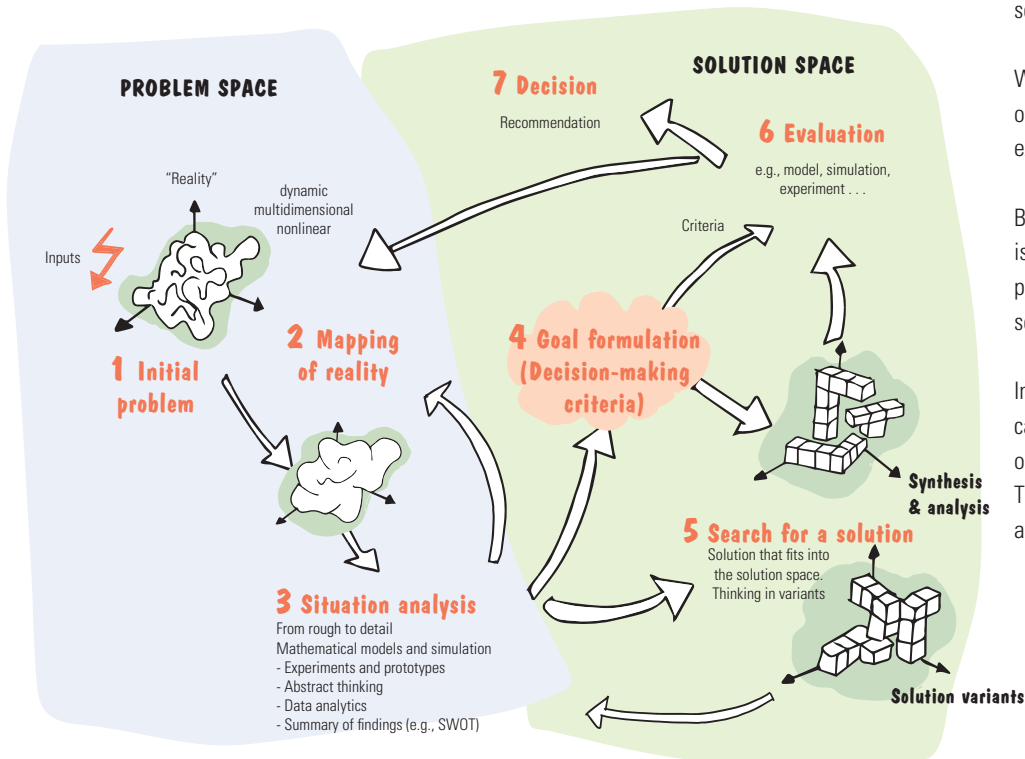 PROBLEM SPACE
"Reality"
dynamic
multidimensional
nonlinear
Inputs
1 Initial
problem
2 Mapping
of reality
3 Situation analysis
From rough to detail
Mathematical models and simulation
- Experiments and prototypes
- Abstract thinking
- Data analytics
- Summary of findings (e.g., SWOT)
SOLUTION SPACE
7 Decision
Recommendation
6 Evaluation
e.g., model, simulation,
experiment . . .
Criteria
4 Goal formulation
(Decision-making
criteria)
Synthesis
& analysis
5 Search for a solution
Solution that fits into
the solution space.
Thinking in variants
Solution variants